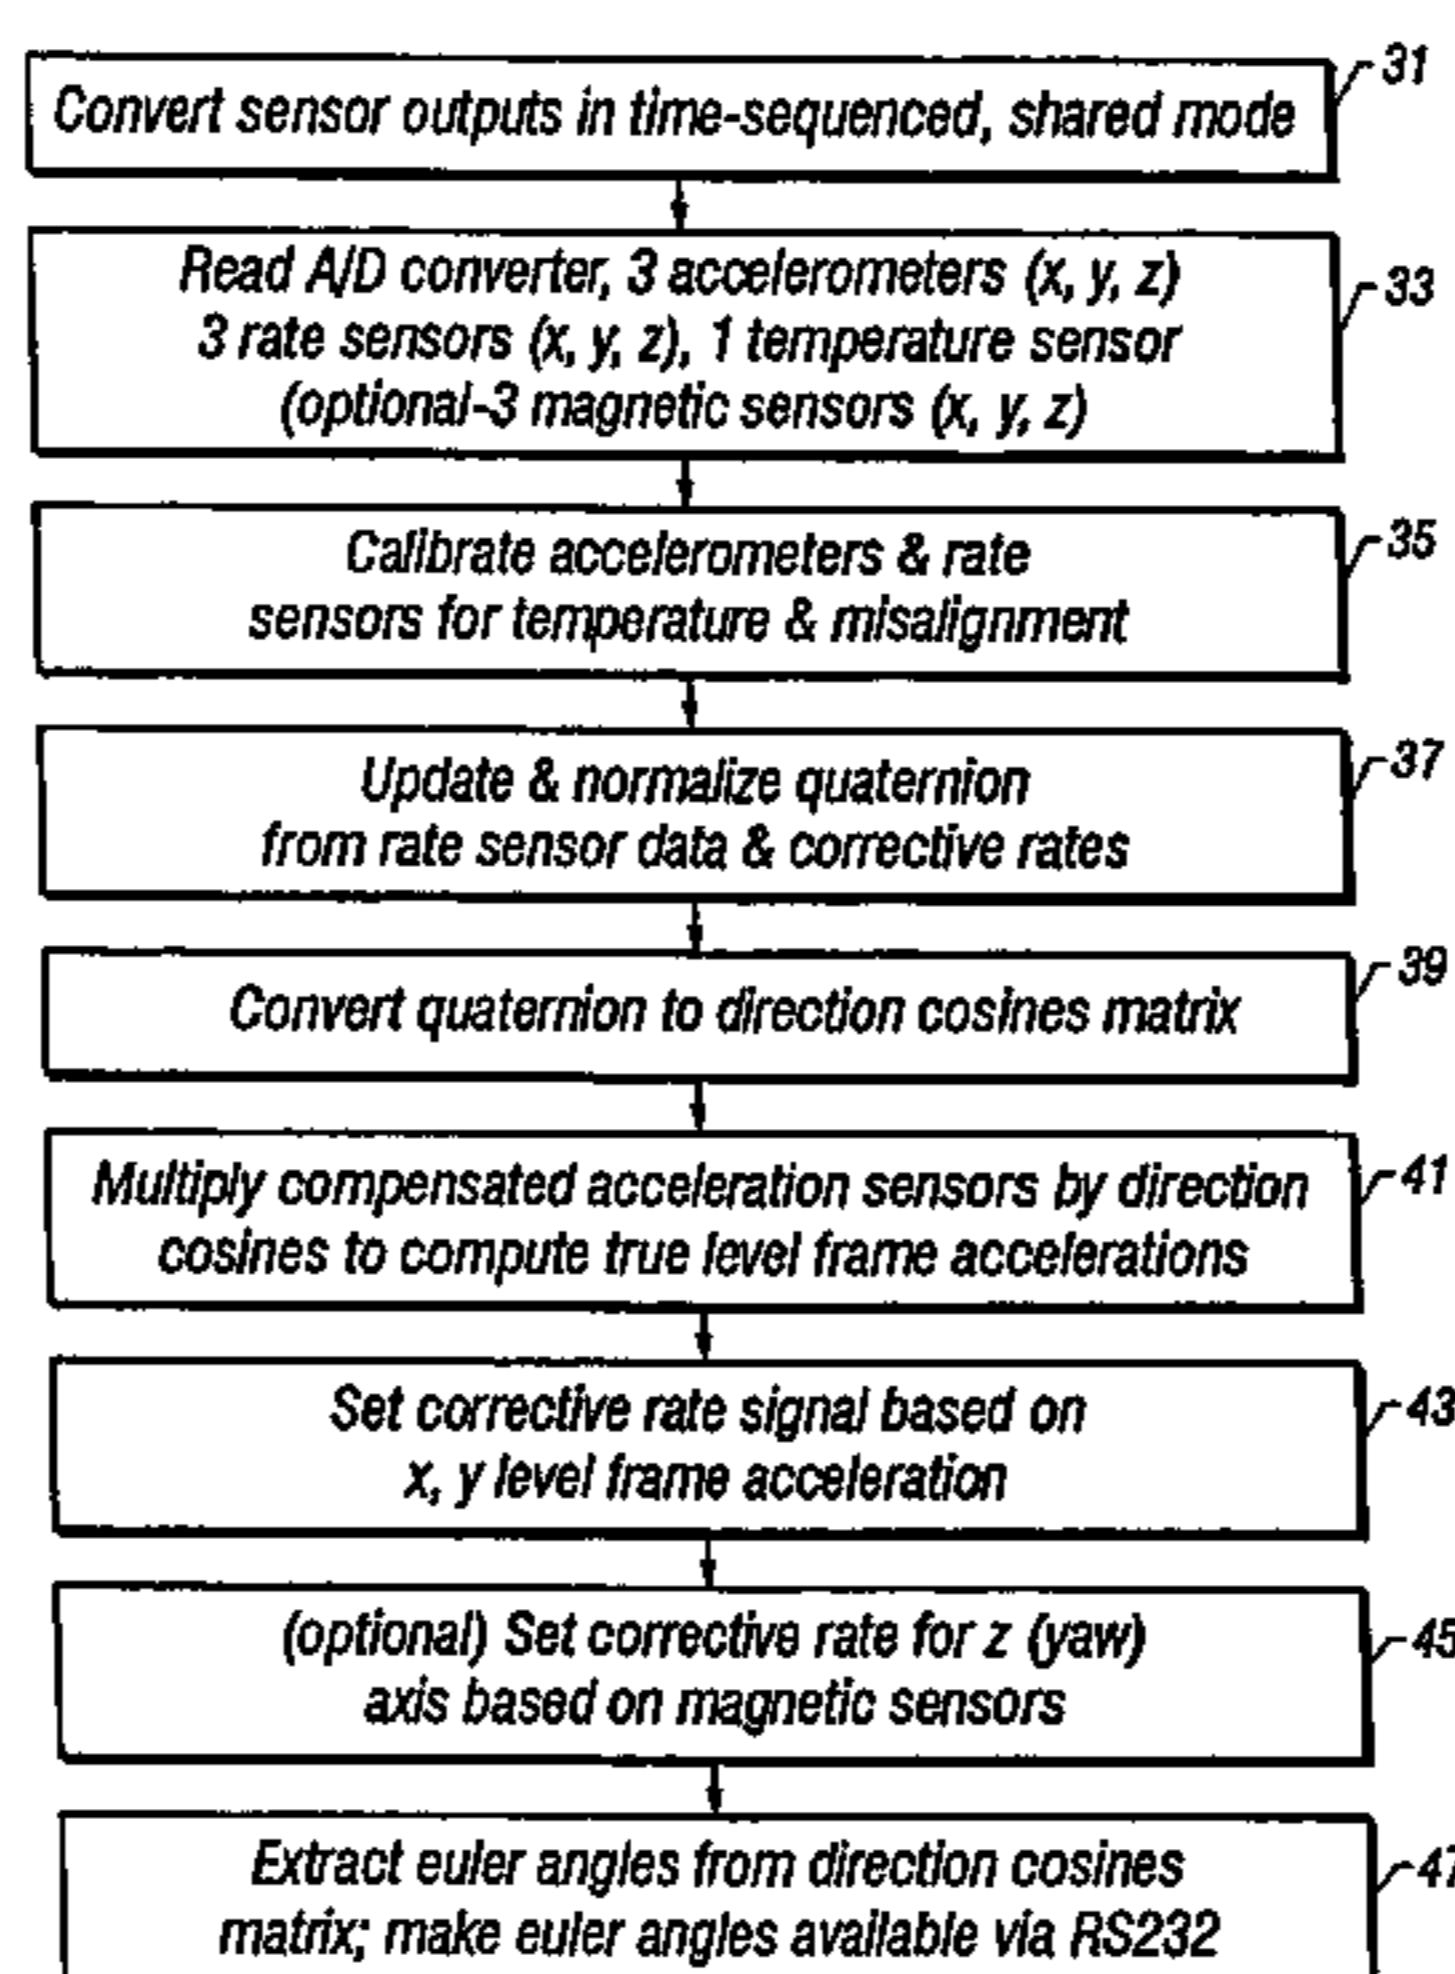 31
Convert sensor outputs in time-sequenced, shared mode
Read A/D converter, 3 accelerometers (x, y, z)
3 rate sensors (x, y, z), 1 temperature sensor
(optional-3 magnetic sensors (x, y, z)
33
Calibrate accelerometers & rate
sensors for temperature & misalignment
35
Update & normalize quaternion
from rate sensor data & corrective rates
37
Convert quaternion to direction cosines matrix
39
Multiply compensated acceleration sensors by direction
cosines to compute true level frame accelerations
41
Set corrective rate signal based on
x, y level frame acceleration
43
(optional) Set corrective rate for z (yaw)
axis based on magnetic sensors
45
Extract euler angles from direction cosines
matrix; make euler angles available via RS232
47